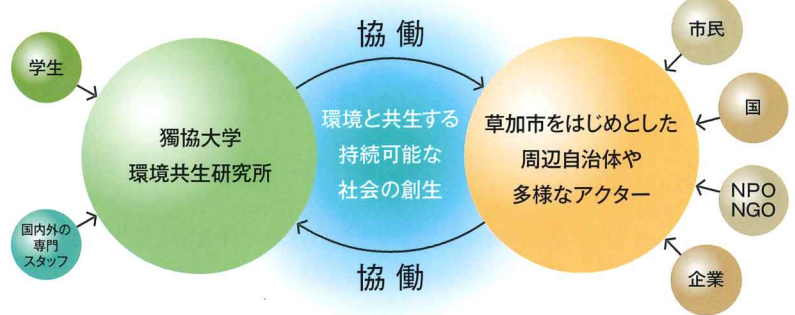 協働
学生
獨協大学
環境共生研究所
国内外の
専門
スタッフ
環境と共生する
持続可能な
社会の創生
草加市をはじめとした
周辺自治体や
多様なアクター
市民
国
NPO
NGO
企業
協働